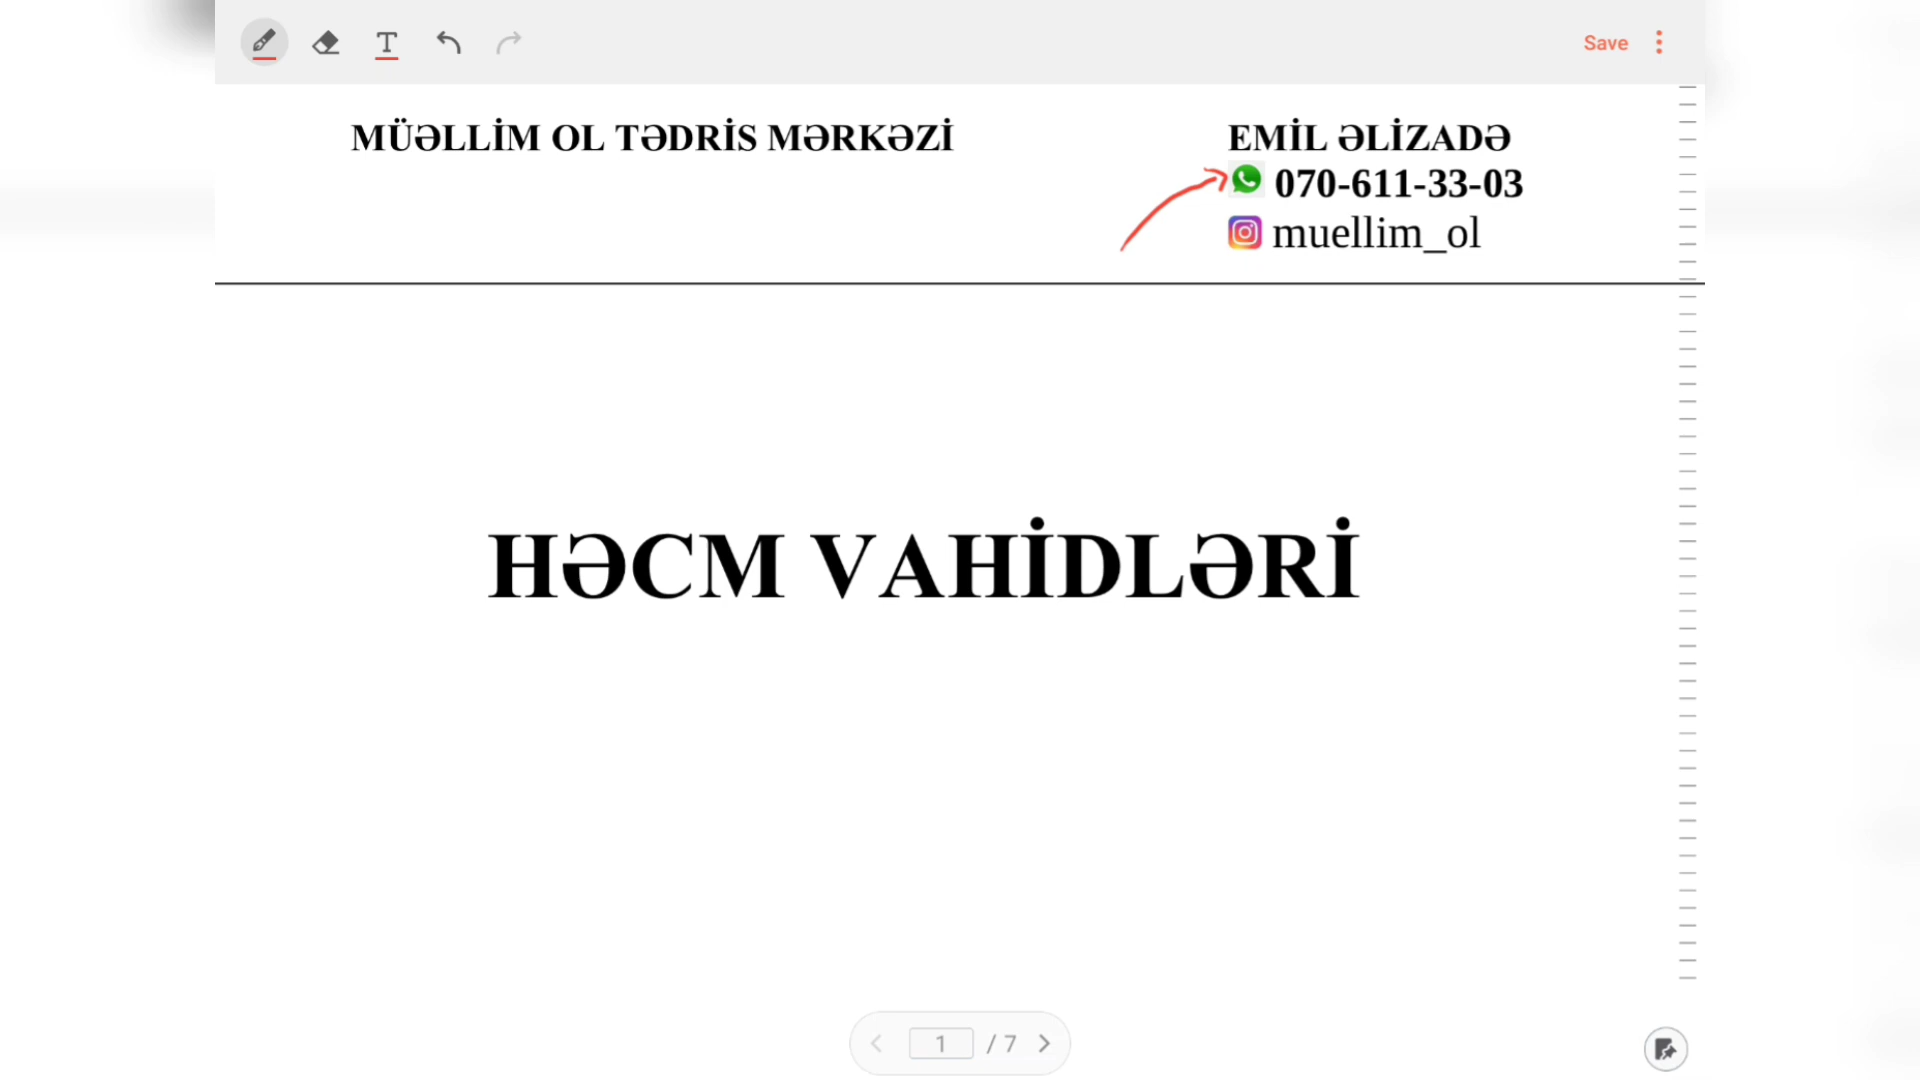 Save
MÜƏLLİM OL TƏDRİS MƏRKƏZİ
EMİL ƏLİZADƏ
070-611-33-03
muellim_ol
HƏCM VAHİDLƏRİ
1 / 7